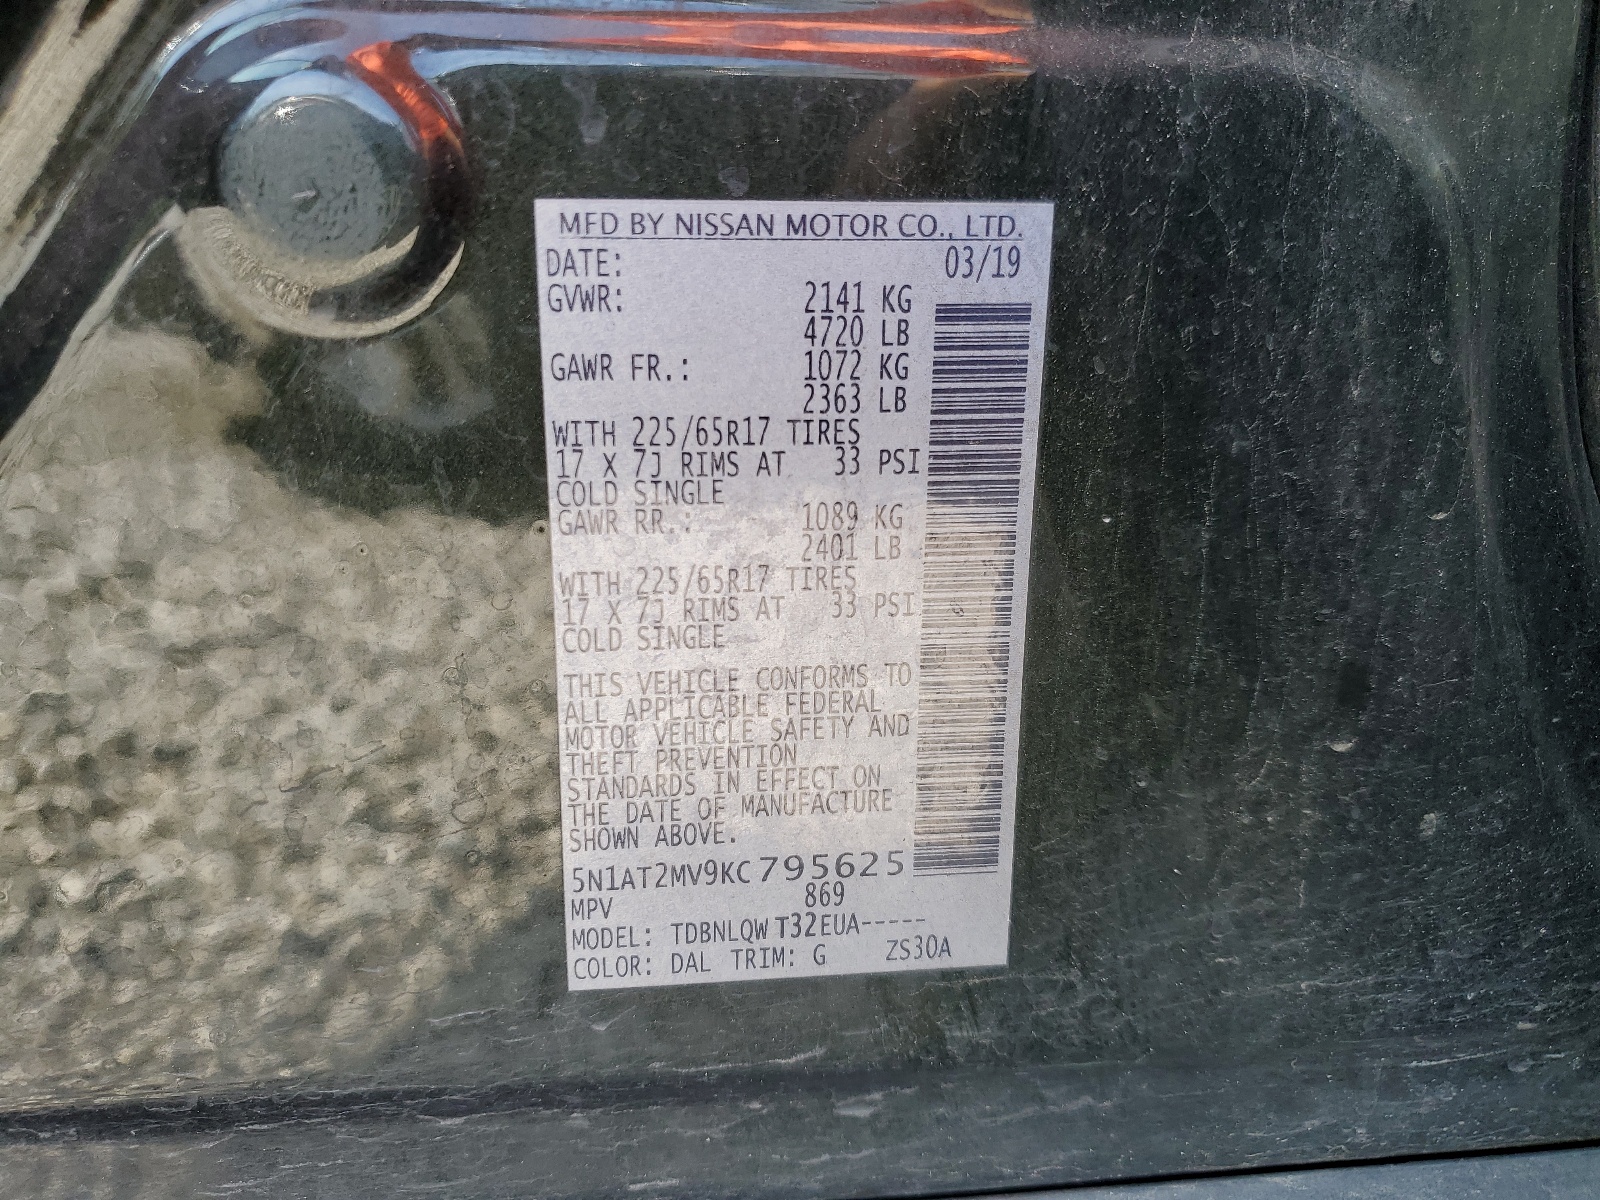 MFD BY NISSAN MOTOR CO., LTD.
DATE: 03/19
GVWR: 2141 KG
4720 LB
GAWR FR.: 1072 KG
2363 LB
WITH 225/65R17 TIRES
17 X 7J RIMS AT 33 PSI
COLD SINGLE
GAWR RR.: 1089 KG
2401 LB
WITH 225/65R17 TIRES
17 X 7J RIMS AT 33 PSI
COLD SINGLE
THIS VEHICLE CONFORMS TO
ALL APPLICABLE FEDERAL
MOTOR VEHICLE SAFETY AND
THEFT PREVENTION
STANDARDS IN EFFECT ON
THE DATE OF MANUFACTURE
SHOWN ABOVE.
5N1AT2MV9KC795625
MPV 869
MODEL: TDBNLQWT32EUA-----
COLOR: DAL TRIM: G ZS30A